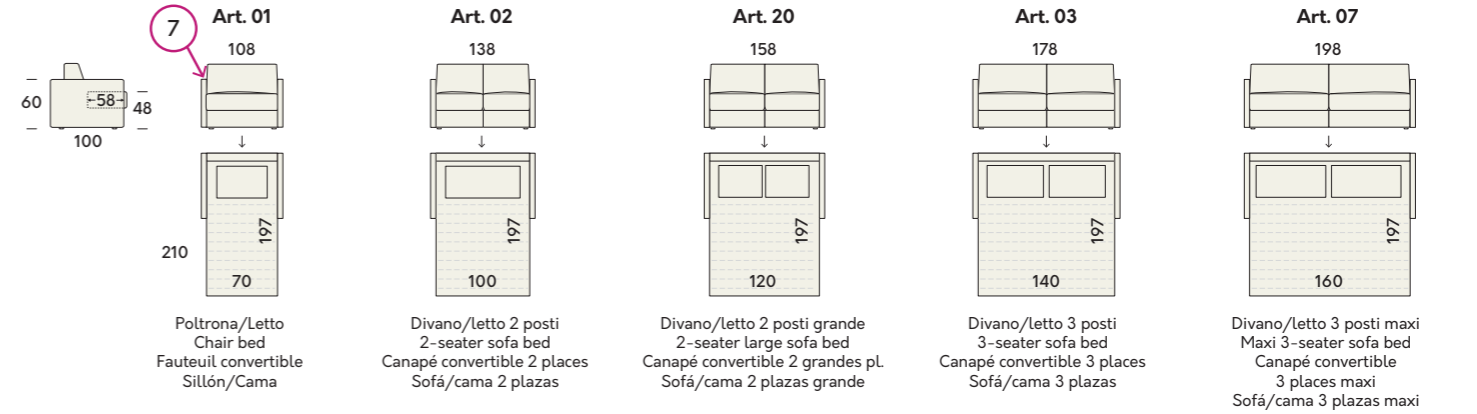 7
Art. 01
108
60
58
48
100
210
197
70
Poltrona/Letto
Chair bed
Fauteuil convertible
Sillón/Cama
Art. 02
138
197
100
Divano/letto 2 posti
2-seater sofa bed
Canapé convertible 2 places
Sofá/cama 2 plazas
Art. 20
158
197
120
Divano/letto 2 posti grande
2-seater large sofa bed
Canapé convertible 2 grandes pl.
Sofá/cama 2 plazas grande
Art. 03
178
197
140
Divano/letto 3 posti
3-seater sofa bed
Canapé convertible 3 places
Sofá/cama 3 plazas
Art. 07
198
197
160
Divano/letto 3 posti maxi
Maxi 3-seater sofa bed
Canapé convertible
3 places maxi
Sofá/cama 3 plazas maxi